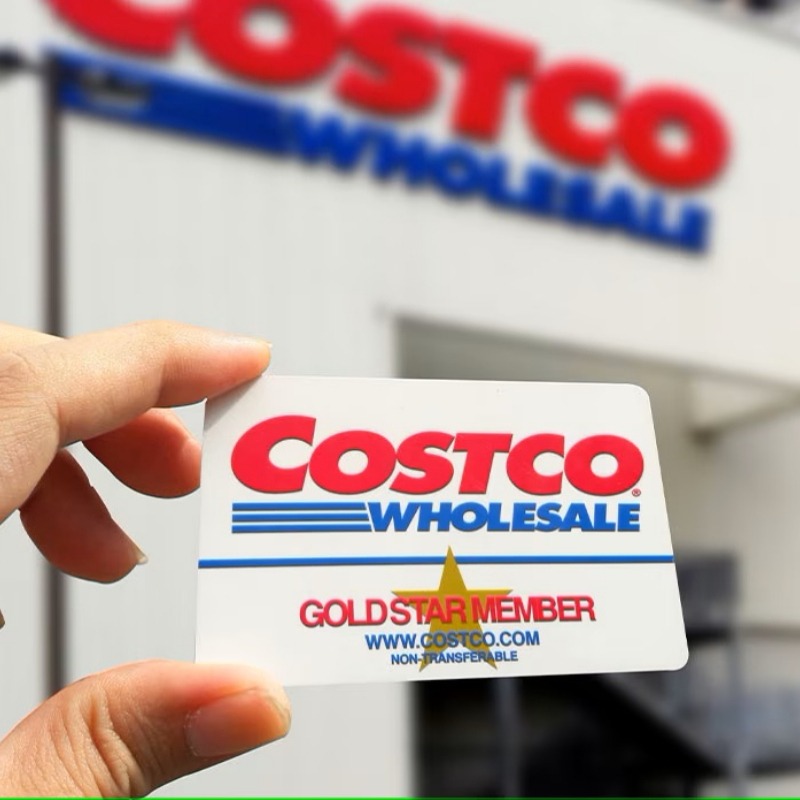 COSTCO
WHOLESALE
COSTCO®
WHOLESALE
GOLD STAR MEMBER
WWW.COSTCO.COM
NON-TRANSFERABLE